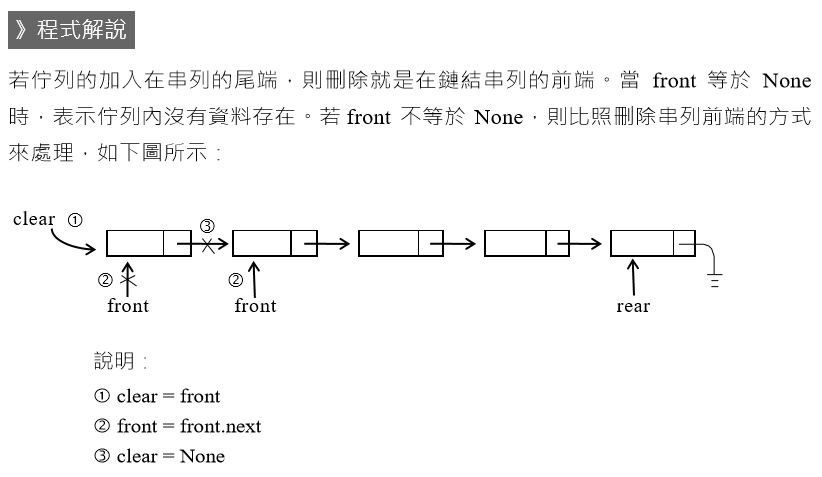 》程式解說
若佇列的加入在串列的尾端，則刪除就是在鏈結串列的前端。當 front 等於 None
時，表示佇列內沒有資料存在。若 front 不等於 None，則比照刪除串列前端的方式
來處理，如下圖所示：
clear ① ③
② ②
front front rear
說明：
① clear = front
② front = front.next
③ clear = None